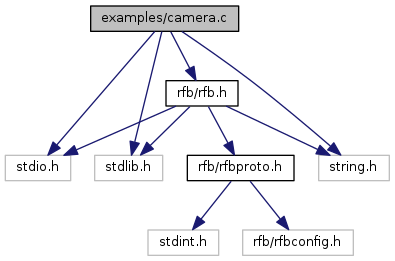 examples/camera.c
rfb/rfb.h
stdio.h
stdlib.h
rfb/rfbproto.h
string.h
stdint.h
rfb/rfbconfig.h